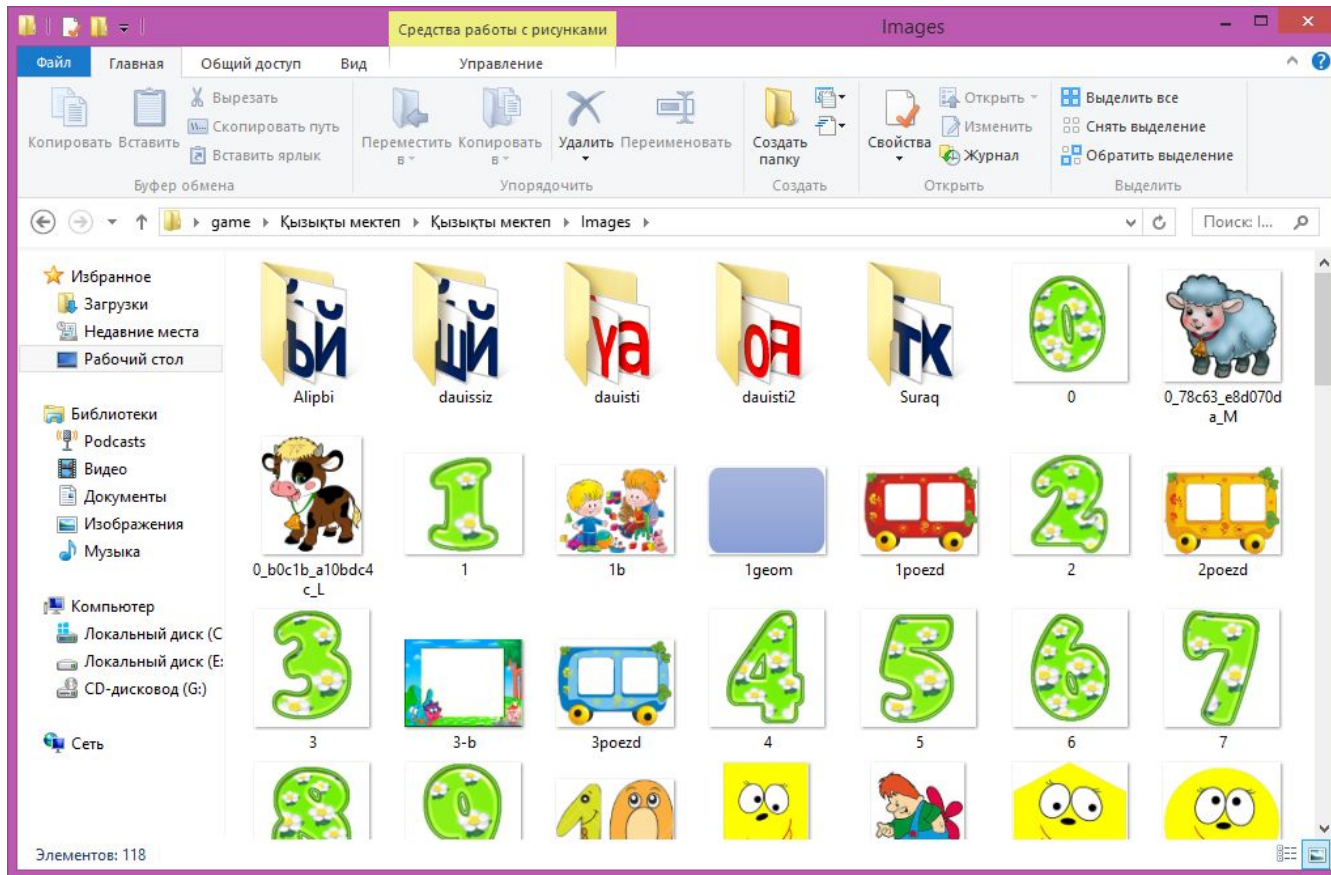 Средства работы с рисунками
Images
Файл
Главная
Общий доступ
Вид
Управление
Копировать
Вставить
Вырезать
Скопировать путь
Вставить ярлык
Буфер обмена
Переместить в
Копировать в
Удалить
Переименовать
Упорядочить
Создать папку
Создать
Свойства
Открыть
Изменить
Журнал
Открыть
Выделить все
Снять выделение
Обратить выделение
Выделить
game
Қызықты мектеп
Қызықты мектеп
Images
Поиск: I...
Избранное
Загрузки
Недавние места
Рабочий стол
Библиотеки
Podcasts
Видео
Документы
Изображения
Музыка
Компьютер
Локальный диск (C
Локальный диск (E:
CD-дисковод (G:)
Сеть
Alipbi
dauissiz
dauisti
dauisti2
Suraq
0
0_78c63_e8d070d
a_M
0_b0c1b_a10bdc4
c_L
1
1b
1geom
1poezd
2
2poezd
3
3-b
3poezd
4
5
6
7
Элементов: 118